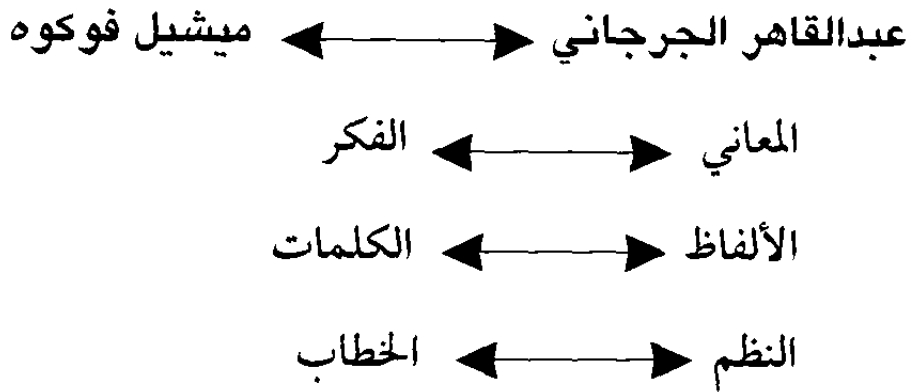 عبدالقاهر الجرجاني ميشيل فوكوه
المعاني الفكر
الألفاظ الكلمات
النظم الخطاب